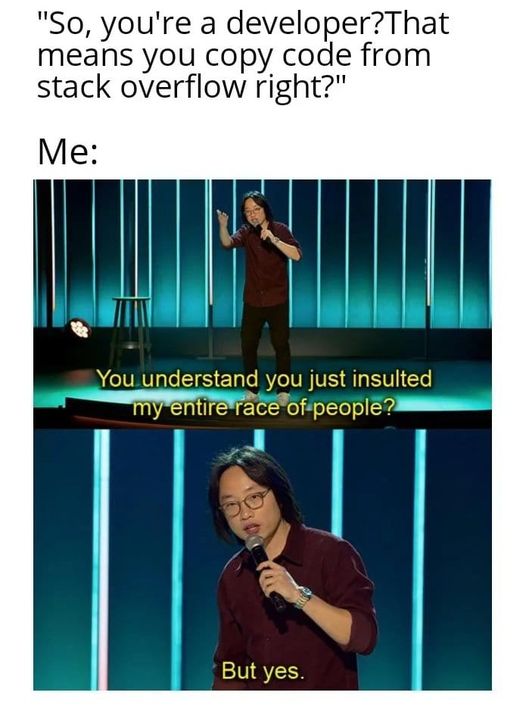 "So, you're a developer?That
means you copy code from
stack overflow right?"
Me:
You understand you just insulted
my entire race of people?
But yes.